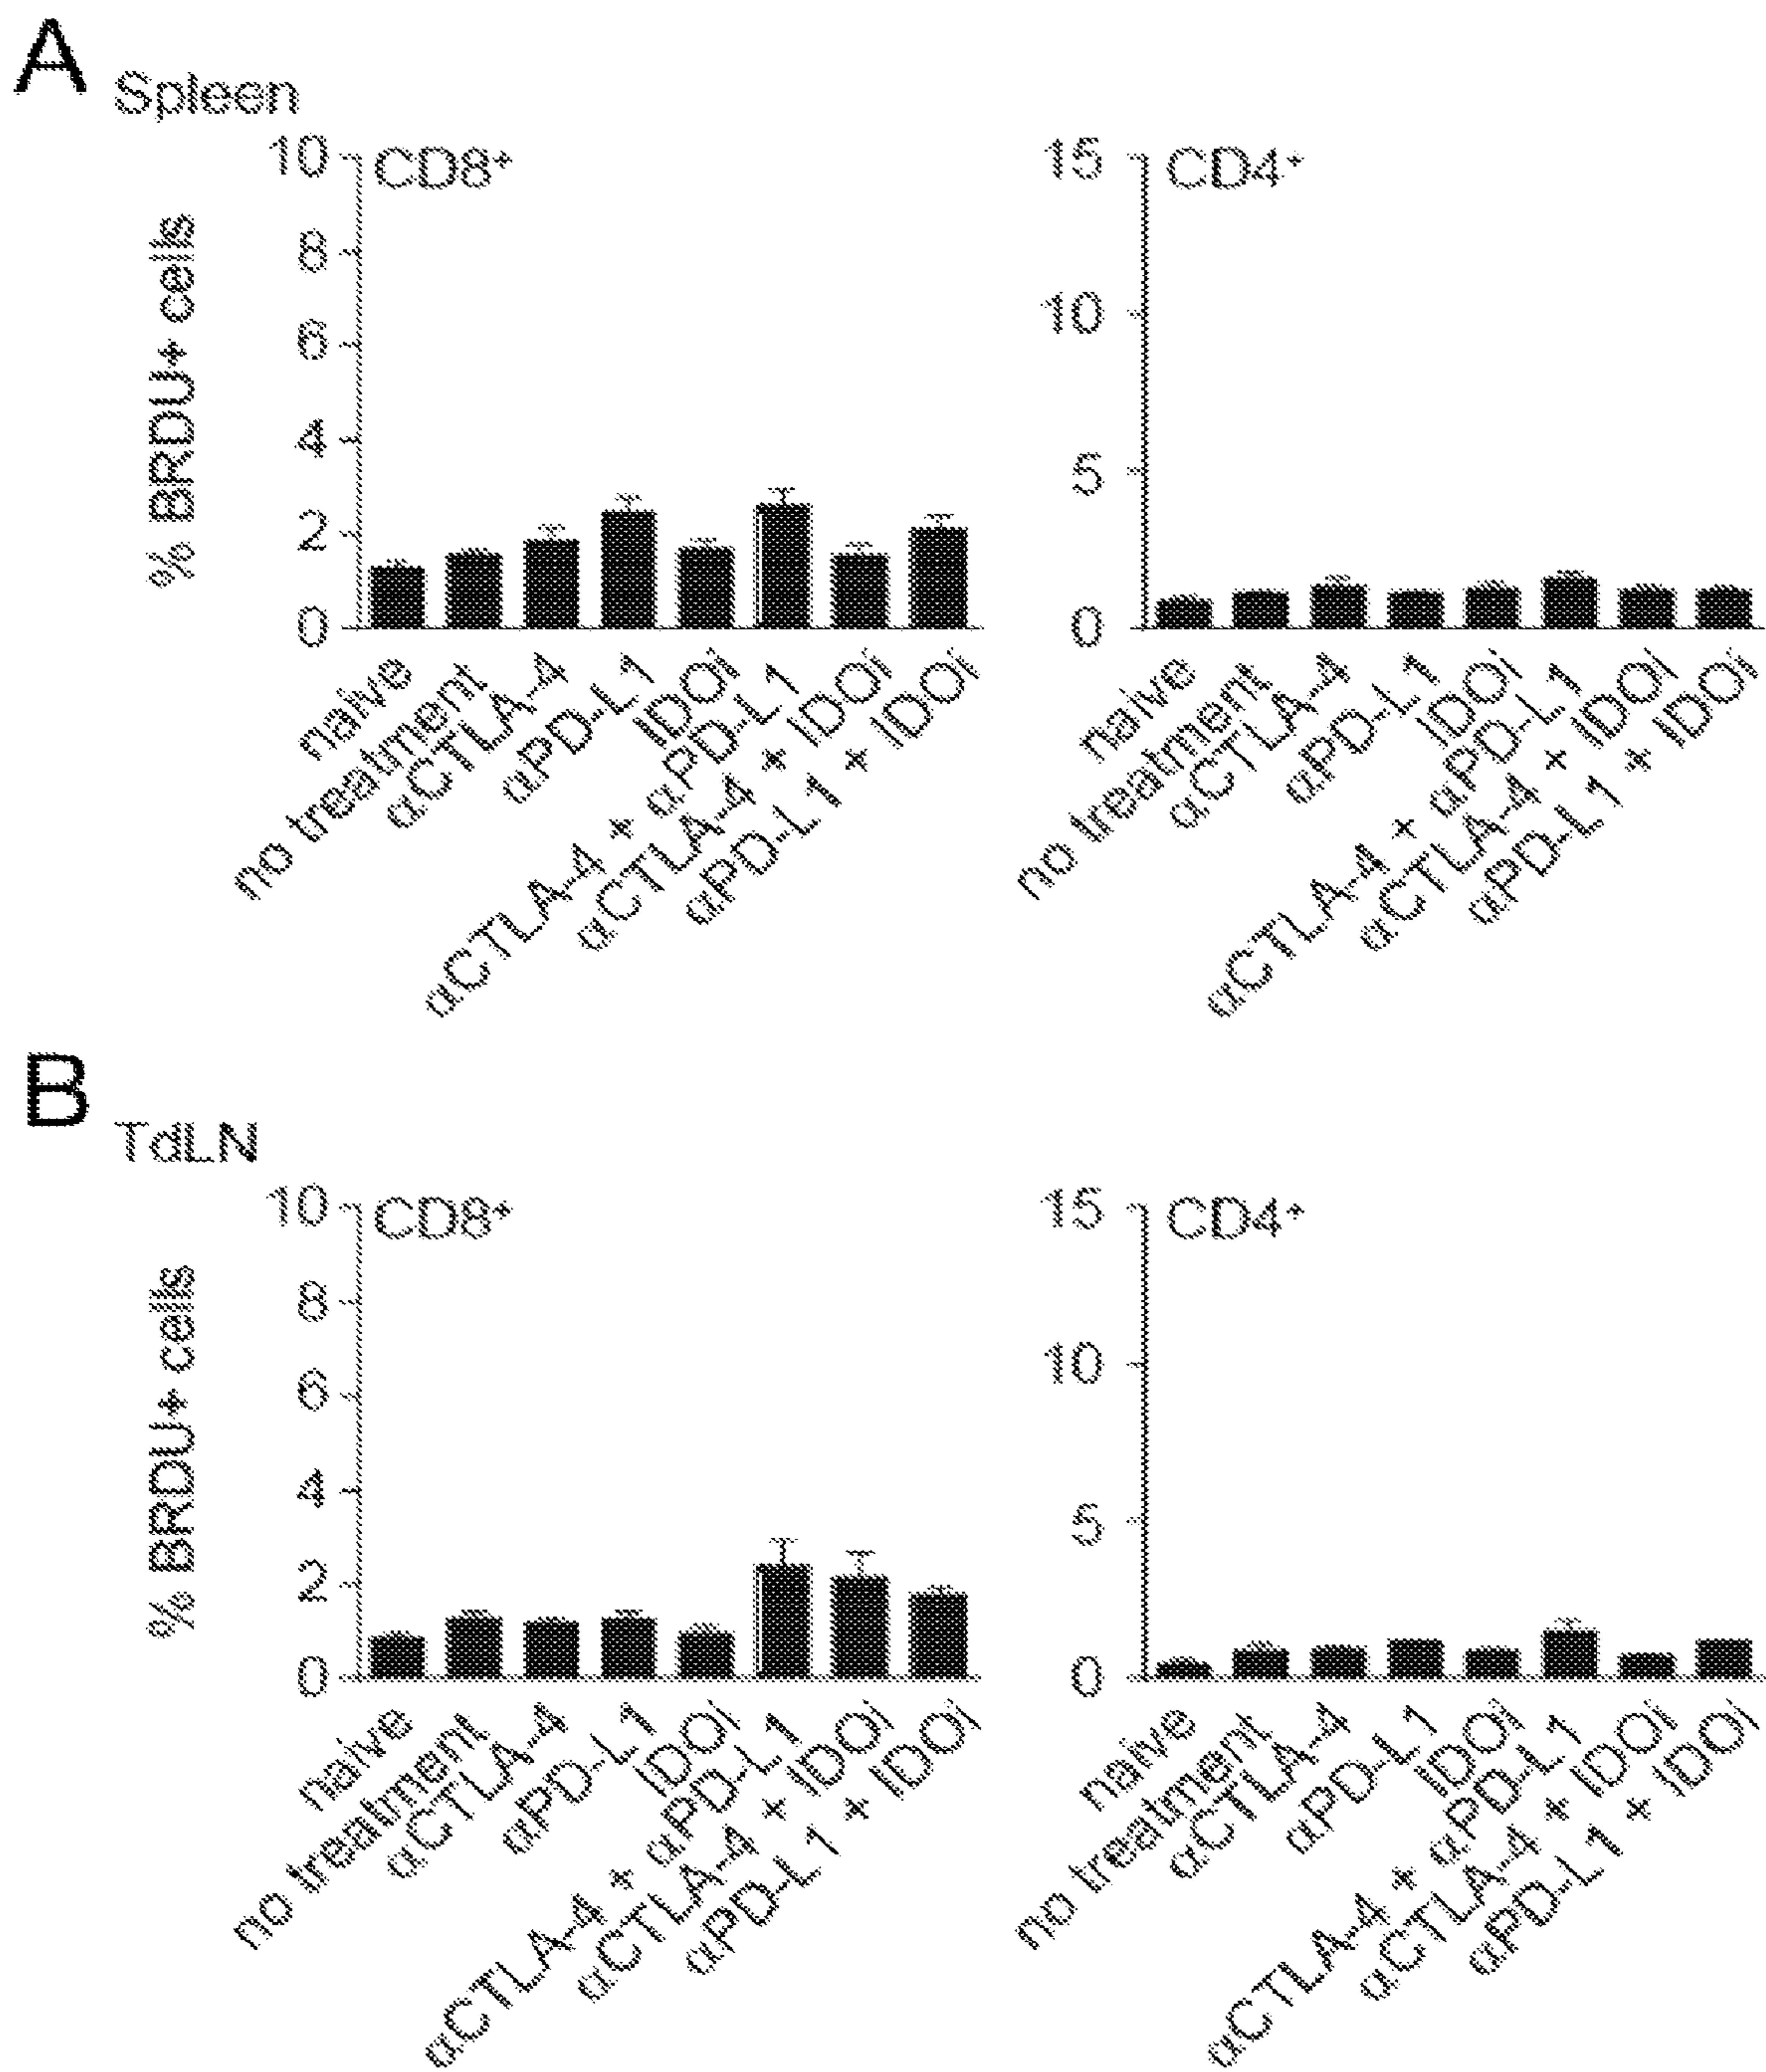 A
Spleen
% BRDU+ cells
10
8
6
4
2
0
CD8⁺
naive
no treatment
αCTLA-4
αPD-L1
IDOi
αCTLA-4 + αPD-L1
αCTLA-4 + IDOi
αPD-L1 + IDOi
15
10
5
0
CD4⁺
naive
no treatment
αCTLA-4
αPD-L1
IDOi
αCTLA-4 + αPD-L1
αCTLA-4 + IDOi
αPD-L1 + IDOi
B
TdLN
% BRDU+ cells
10
8
6
4
2
0
CD8⁺
naive
no treatment
αCTLA-4
αPD-L1
IDOi
αCTLA-4 + αPD-L1
αCTLA-4 + IDOi
αPD-L1 + IDOi
15
10
5
0
CD4⁺
naive
no treatment
αCTLA-4
αPD-L1
IDOi
αCTLA-4 + αPD-L1
αCTLA-4 + IDOi
αPD-L1 + IDOi